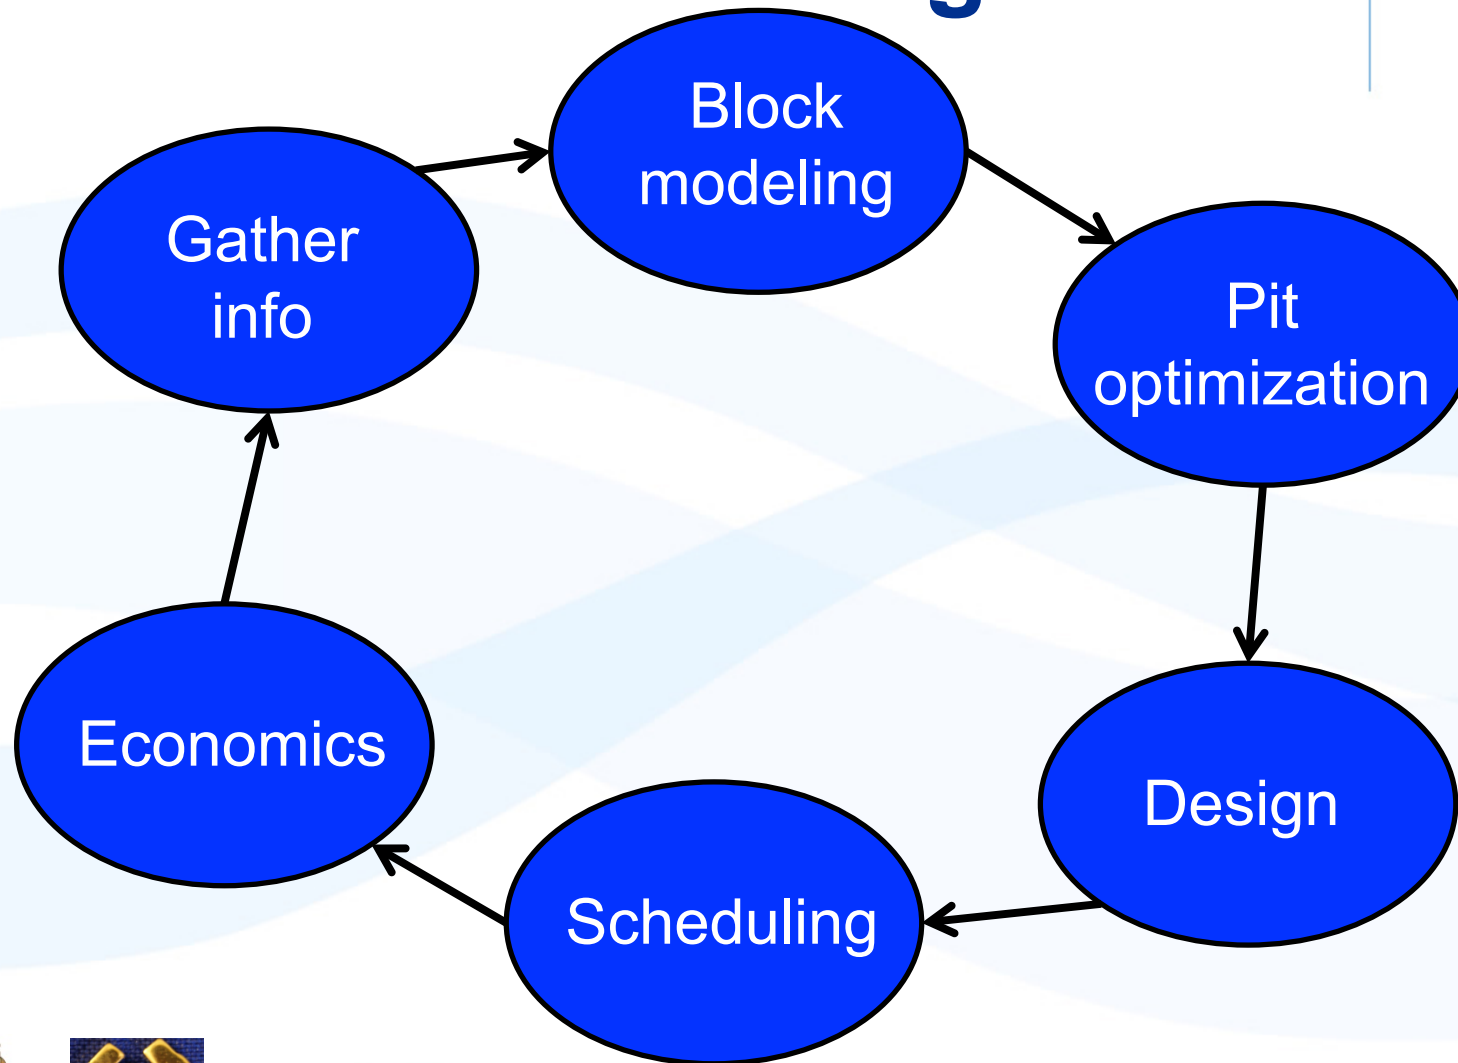 Gather
info
Block
modeling
Pit
optimization
Design
Scheduling
Economics